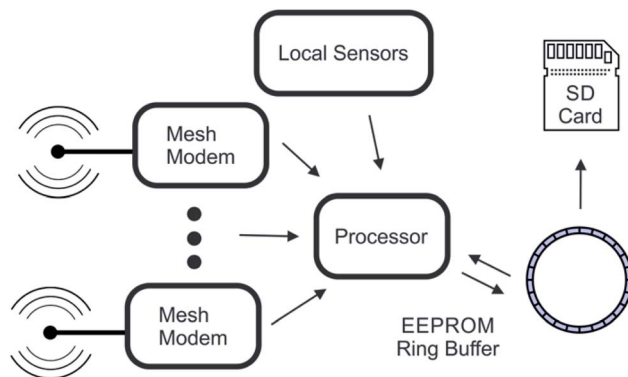 Local Sensors
SD
Card
Mesh
Modem
Processor
Mesh
Modem
EEPROM
Ring Buffer